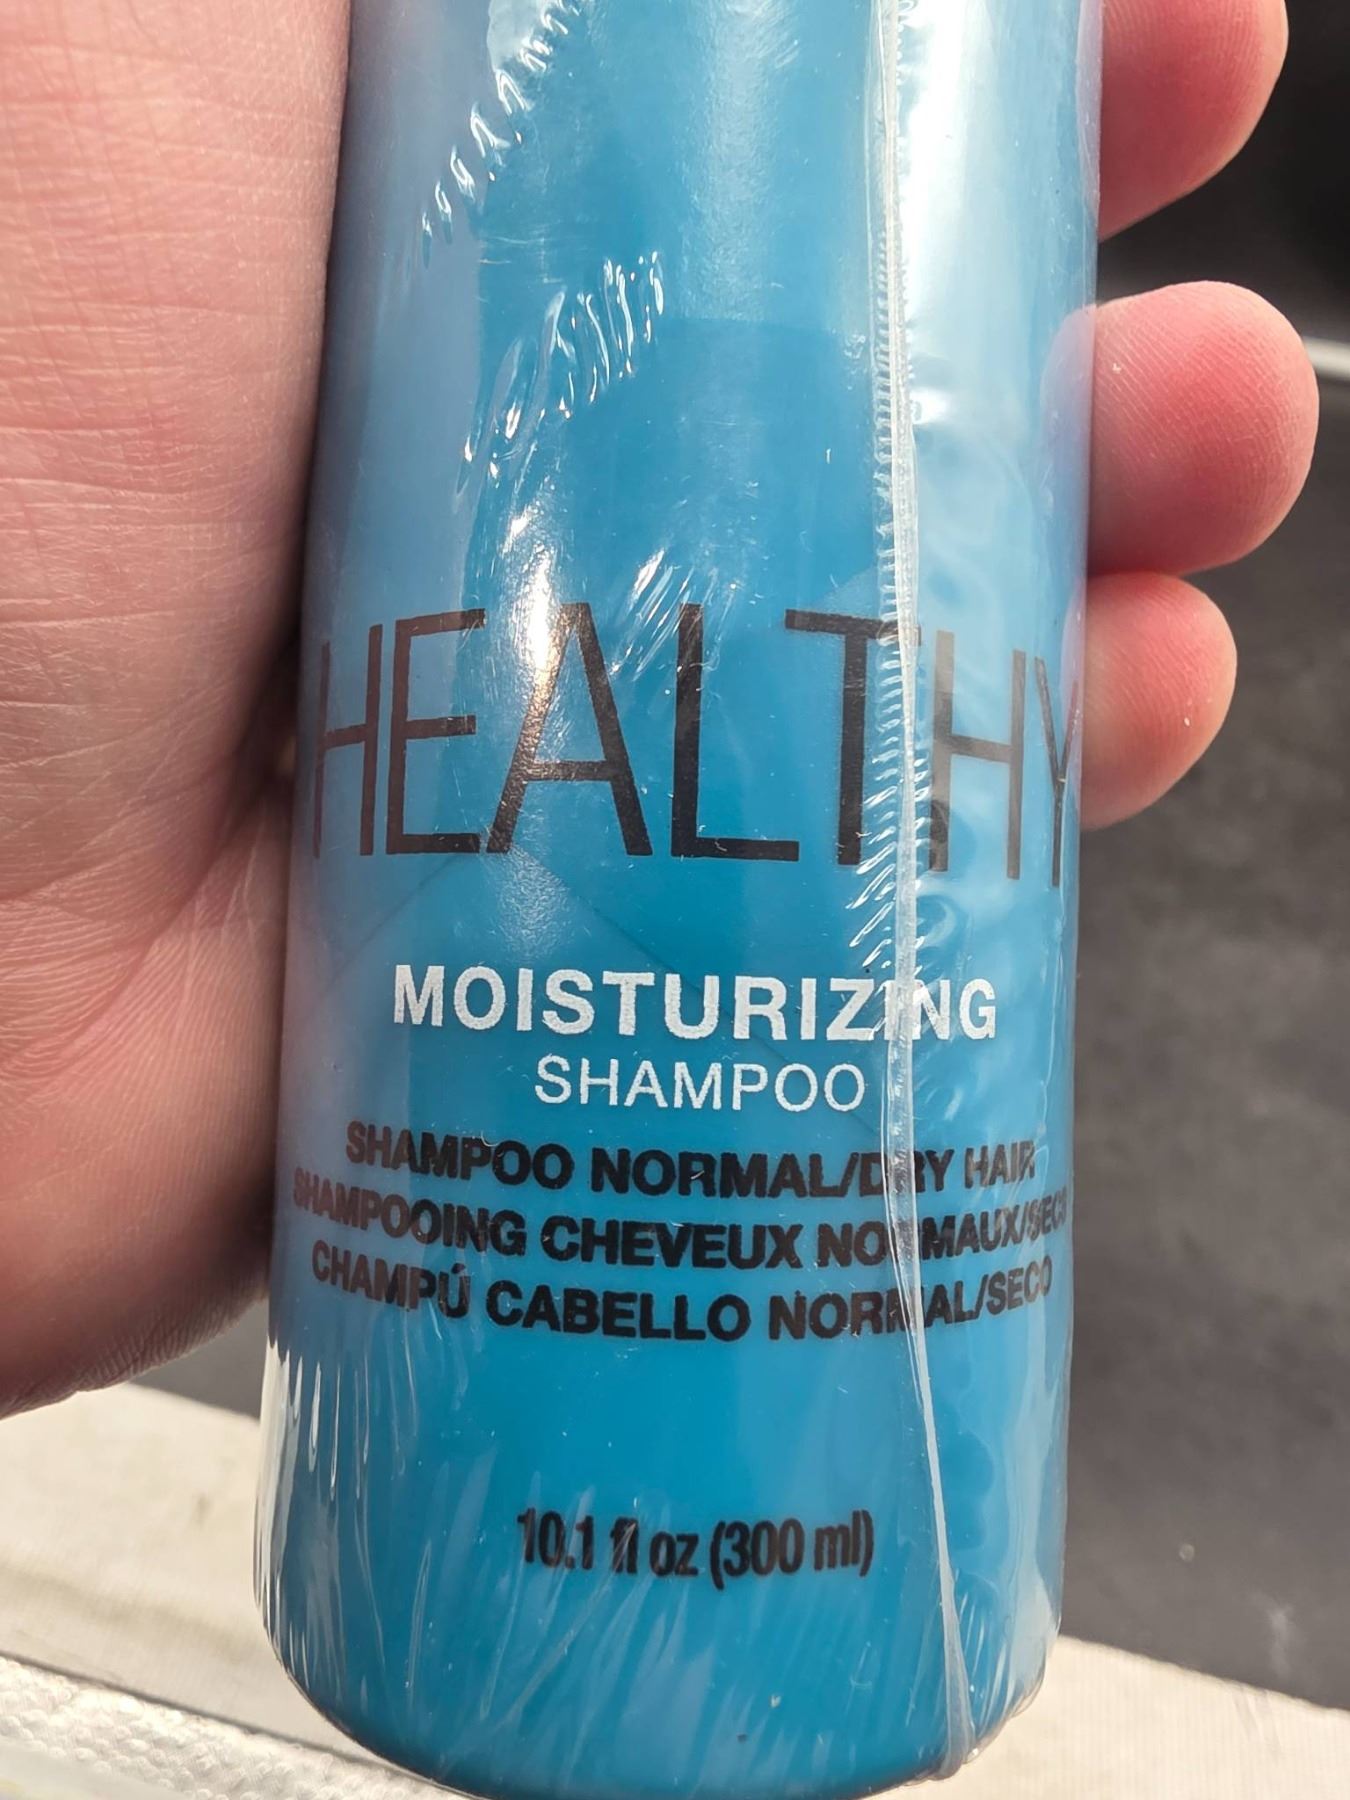 HEALTHY
MOISTURIZING
SHAMPOO
SHAMPOO NORMAL/DRY HAIR
SHAMPOOING CHEVEUX NORMAUX/SECS
CHAMPÚ CABELLO NORMAL/SECO
10.1 fl oz (300 ml)